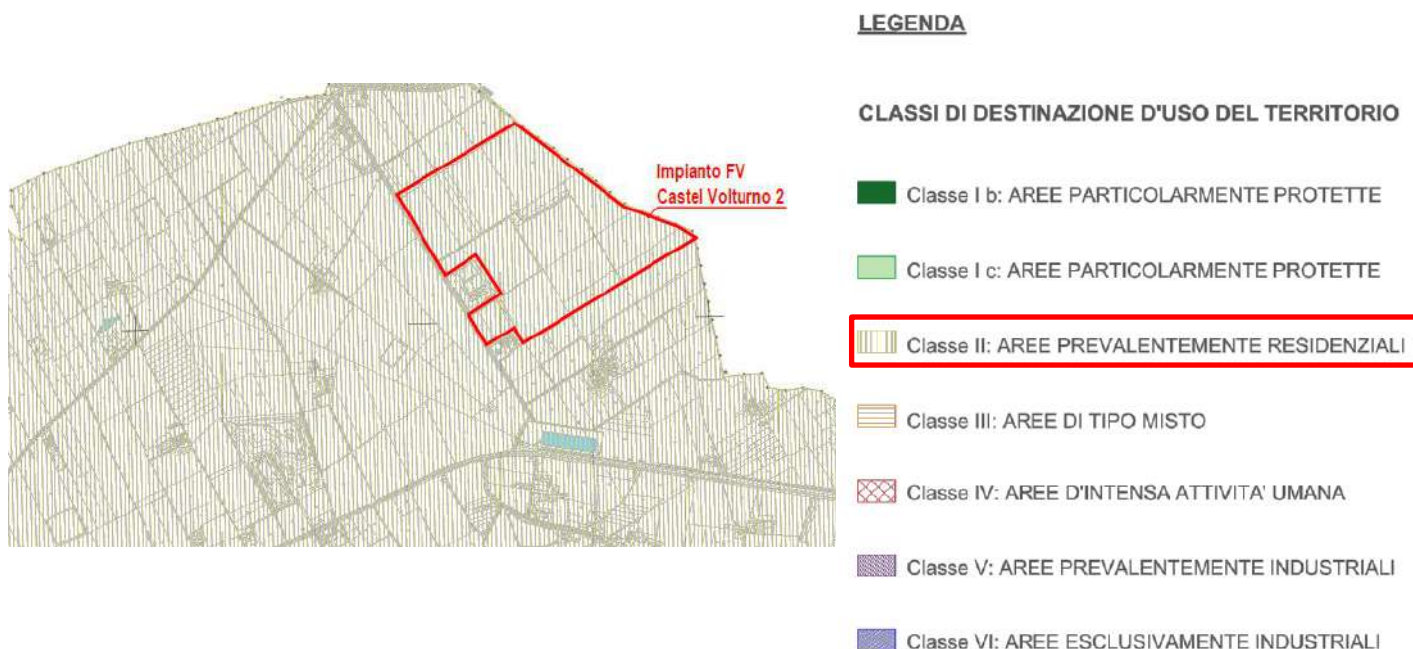 LEGENDA
CLASSI DI DESTINAZIONE D'USO DEL TERRITORIO
Impianto FV
Castel Volturno 2
Classe I b: AREE PARTICOLARMENTE PROTETTE
Classe I c: AREE PARTICOLARMENTE PROTETTE
Classe II: AREE PREVALENTEMENTE RESIDENZIALI
Classe III: AREE DI TIPO MISTO
Classe IV: AREE D'INTENSA ATTIVITA' UMANA
Classe V: AREE PREVALENTEMENTE INDUSTRIALI
Classe VI: AREE ESCLUSIVAMENTE INDUSTRIALI